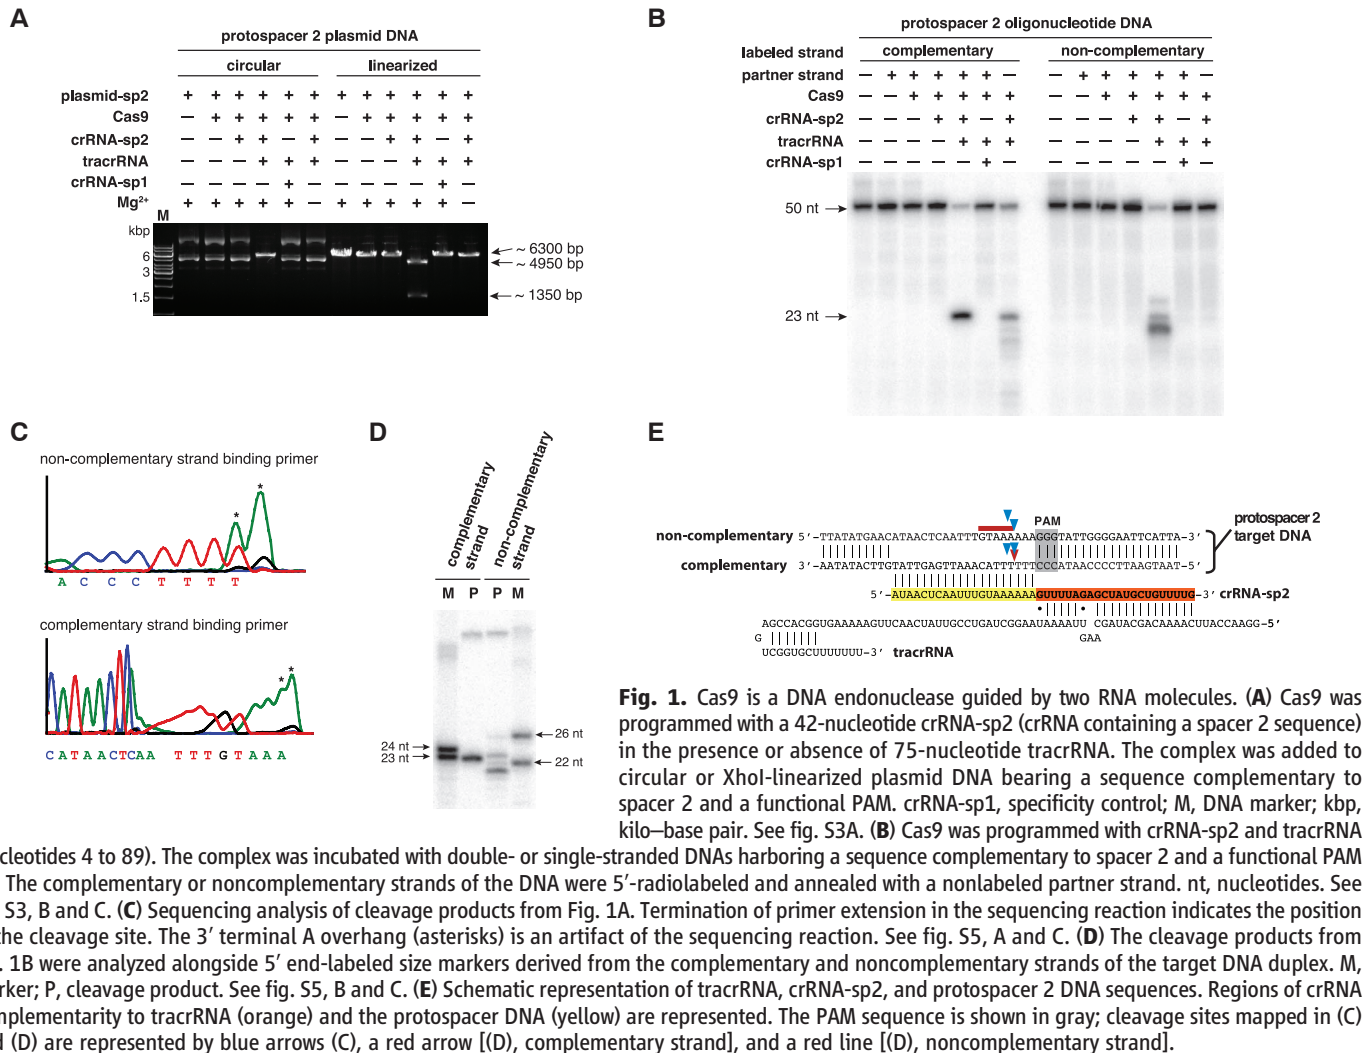 A
protospacer 2 plasmid DNA
circular linearized
plasmid-sp2 + + + + + + + + + + + +
Cas9 — + + + + + — + + + + +
crRNA-sp2 — — + + — + — — + + — +
tracrRNA — — — + + + — — — + + +
crRNA-sp1 — — — — + — — — — — + —
Mg2+ + + + + + — + + + + + —
M
kbp
6
3
1.5
~ 6300 bp
~ 4950 bp
~ 1350 bp
B
protospacer 2 oligonucleotide DNA
labeled strand complementary non-complementary
partner strand — + + + + + — — + + + + + —
Cas9 — — + + + + + — — + + + + +
crRNA-sp2 — — — + + — + — — — + + — +
tracrRNA — — — — + + + — — — — + + +
crRNA-sp1 — — — — — + — — — — — — + —
50 nt
23 nt
C
non-complementary strand binding primer
* *
A C C C T T T T
complementary strand binding primer
* *
C A T A A C T C A A T T T G T A A A
D
complementary strand
non-complementary strand
M P P M
24 nt
23 nt
26 nt
22 nt
E
PAM
non-complementary 5'-TTATATGAACATAACTCAATTTGTAAAAAAGGGTATTGGGGAATTCATTA-3'
complementary 3'-AATATACTTGTATTGAGTTAAACATTTTTTCCCATAACCCCTTAAGTAAT-5'
protospacer 2
target DNA
5'-AUAACUCAAUUUGUAAAAAAGUUUUAGAGCUAUGCUGUUUUG-3' crRNA-sp2
AGCCACGGUGAAAAAGUUCAACUAUUGCCUGAUCGGAAUAAAAUU CGAUACGACAAAACUUACCAAGG-5'
G GAA
UCGGUGCUUUUUUU-3' tracrRNA
Fig. 1. Cas9 is a DNA endonuclease guided by two RNA molecules. (A) Cas9 was
programmed with a 42-nucleotide crRNA-sp2 (crRNA containing a spacer 2 sequence)
in the presence or absence of 75-nucleotide tracrRNA. The complex was added to
circular or XhoI-linearized plasmid DNA bearing a sequence complementary to
spacer 2 and a functional PAM. crRNA-sp1, specificity control; M, DNA marker; kbp,
kilo–base pair. See fig. S3A. (B) Cas9 was programmed with crRNA-sp2 and tracrRNA
cleotides 4 to 89). The complex was incubated with double- or single-stranded DNAs harboring a sequence complementary to spacer 2 and a functional PAM
The complementary or noncomplementary strands of the DNA were 5′-radiolabeled and annealed with a nonlabeled partner strand. nt, nucleotides. See
S3, B and C. (C) Sequencing analysis of cleavage products from Fig. 1A. Termination of primer extension in the sequencing reaction indicates the position
the cleavage site. The 3′ terminal A overhang (asterisks) is an artifact of the sequencing reaction. See fig. S5, A and C. (D) The cleavage products from
. 1B were analyzed alongside 5′ end-labeled size markers derived from the complementary and noncomplementary strands of the target DNA duplex. M,
rker; P, cleavage product. See fig. S5, B and C. (E) Schematic representation of tracrRNA, crRNA-sp2, and protospacer 2 DNA sequences. Regions of crRNA
mplementarity to tracrRNA (orange) and the protospacer DNA (yellow) are represented. The PAM sequence is shown in gray; cleavage sites mapped in (C)
d (D) are represented by blue arrows (C), a red arrow [(D), complementary strand], and a red line [(D), noncomplementary strand].